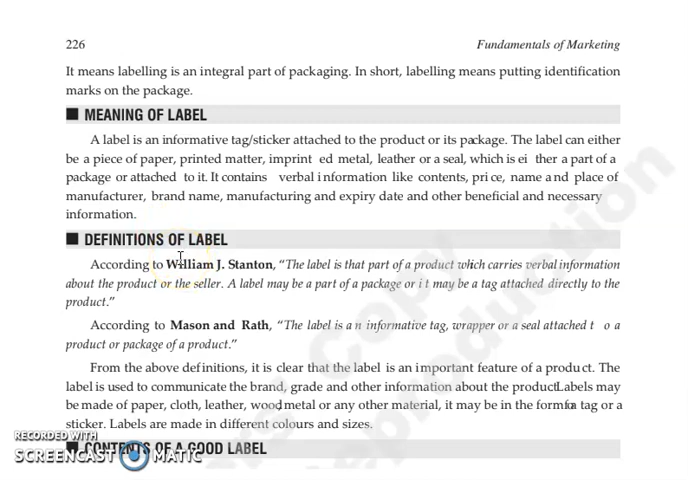 226 Fundamentals of Marketing
It means labelling is an integral part of packaging. In short, labelling means putting identification
marks on the package.
MEANING OF LABEL
A label is an informative tag/sticker attached to the product or its package. The label can either
be a piece of paper, printed matter, imprint ed metal, leather or a seal, which is ei ther a part of a
package or attached to it. It contains verbal information like contents, pri ce, name and place of
manufacturer, brand name, manufacturing and expiry date and other beneficial and necessary
information.
DEFINITIONS OF LABEL
According to William J. Stanton, “The label is that part of a product which carries verbal information
about the product or the seller. A label may be a part of a package or i t may be a tag attached directly to the
product.”
According to Mason and Rath, “The label is a n informative tag, wrapper or a seal attached t o a
product or package of a product.”
From the above definitions, it is clear that the label is an important feature of a produ ct. The
label is used to communicate the brand, grade and other information about the product. Labels may
be made of paper, cloth, leather, wood, metal or any other material, it may be in the form of a tag or a
sticker. Labels are made in different colours and sizes.
RECORDED WITH
CONTENTS OF A GOOD LABEL
SCREENCAST MATIC
Copy
reproduction